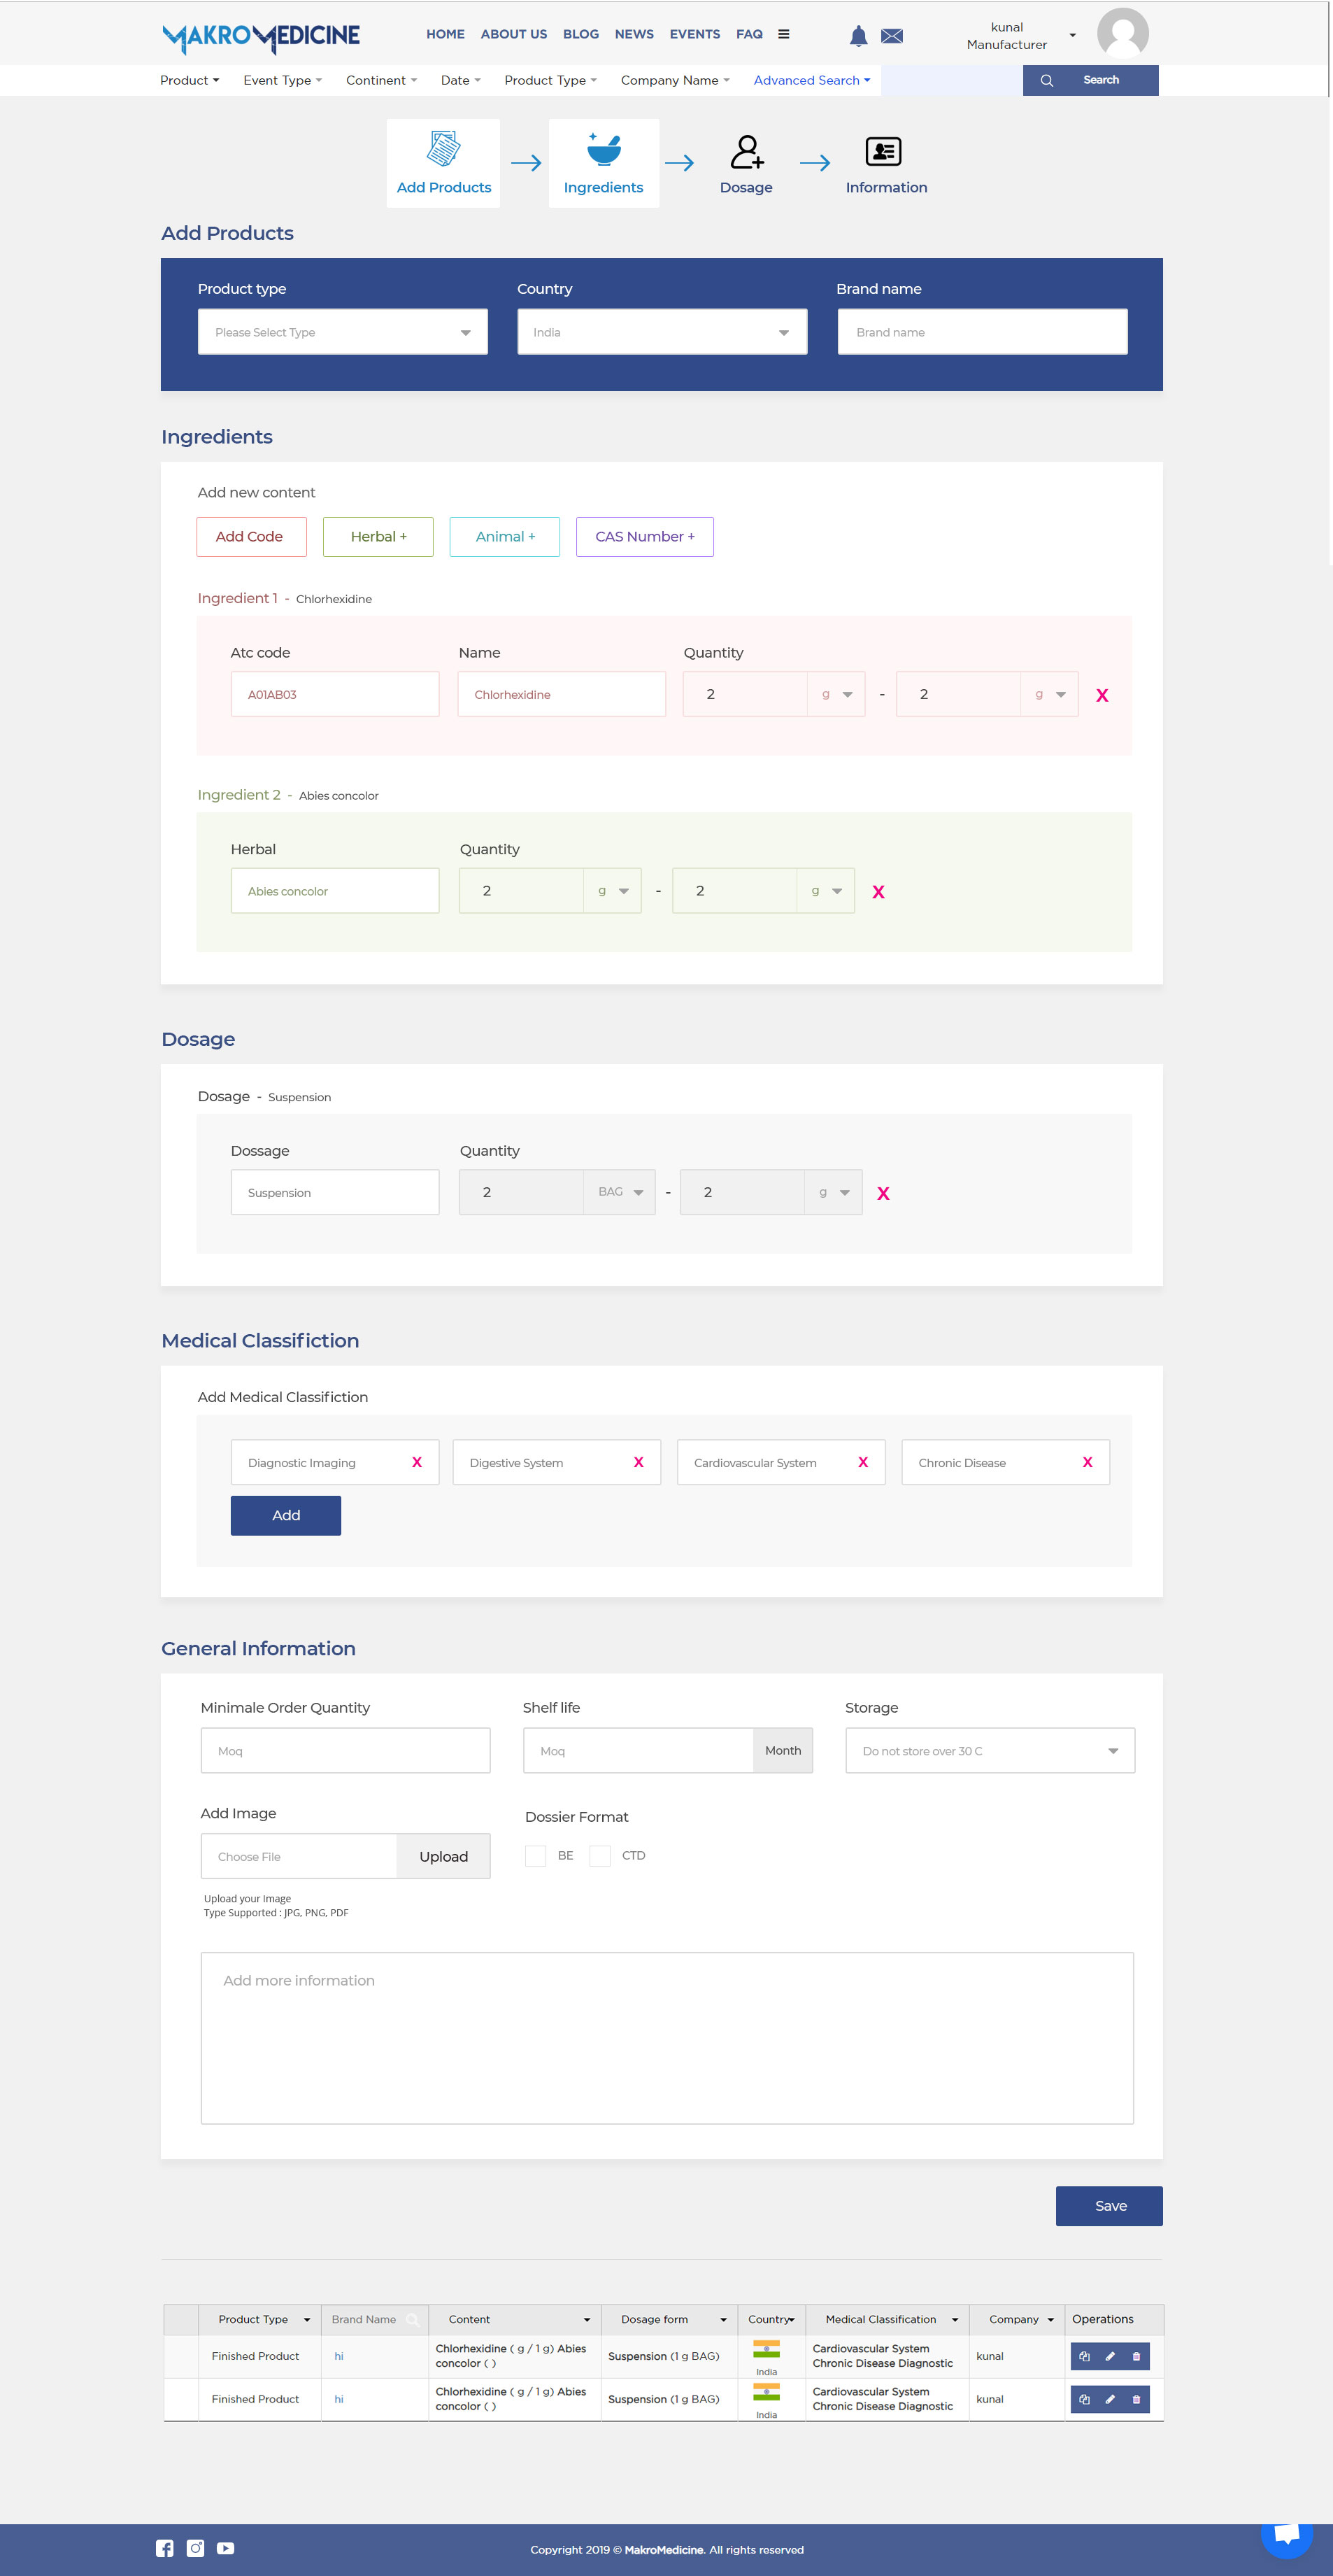 MAKROMEDICINE
HOME ABOUT US BLOG NEWS EVENTS FAQ
kunal
Manufacturer
Product Event Type Continent Date Product Type Company Name Advanced Search Search
Add Products Ingredients Dosage Information
Add Products
Product type Country Brand name
Please Select Type India Brand name
Ingredients
Add new content
Add Code Herbal + Animal + CAS Number +
Ingredient 1 - Chlorhexidine
Atc code Name Quantity
A01AB03 Chlorhexidine 2 g - 2 g X
Ingredient 2 - Abies concolor
Herbal Quantity
Abies concolor 2 g - 2 g X
Dosage
Dosage - Suspension
Dossage Quantity
Suspension 2 BAG - 2 g X
Medical Classifiction
Add Medical Classifiction
Diagnostic Imaging X Digestive System X Cardiovascular System X Chronic Disease X
Add
General Information
Minimale Order Quantity Shelf life Storage
Moq Moq Month Do not store over 30 C
Add Image Dossier Format
Choose File Upload BE CTD
Upload your Image
Type Supported : JPG, PNG, PDF
Add more information
Save
Product Type Brand Name Content Dosage form Country Medical Classification Company Operations
Finished Product hi Chlorhexidine ( g / 1 g) Abies concolor ( ) Suspension (1 g BAG) India Cardiovascular System Chronic Disease Diagnostic kunal
Finished Product hi Chlorhexidine ( g / 1 g) Abies concolor ( ) Suspension (1 g BAG) India Cardiovascular System Chronic Disease Diagnostic kunal
Copyright 2019 © MakroMedicine. All rights reserved